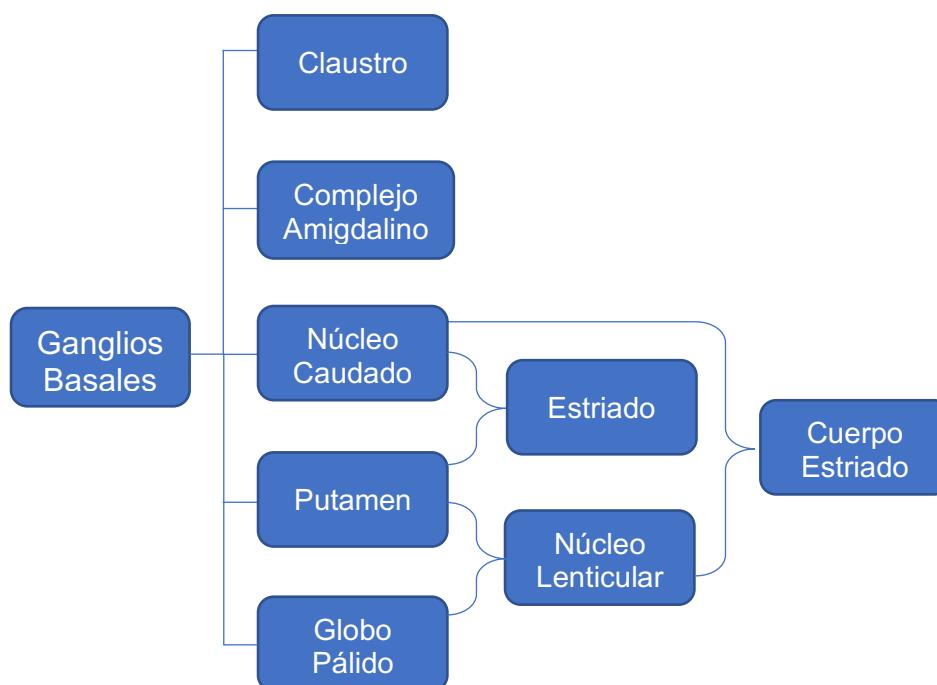 Claustro
Complejo
Amigdalino
Ganglios
Basales
Núcleo
Caudado
Estriado
Cuerpo
Estriado
Putamen
Núcleo
Lenticular
Globo
Pálido